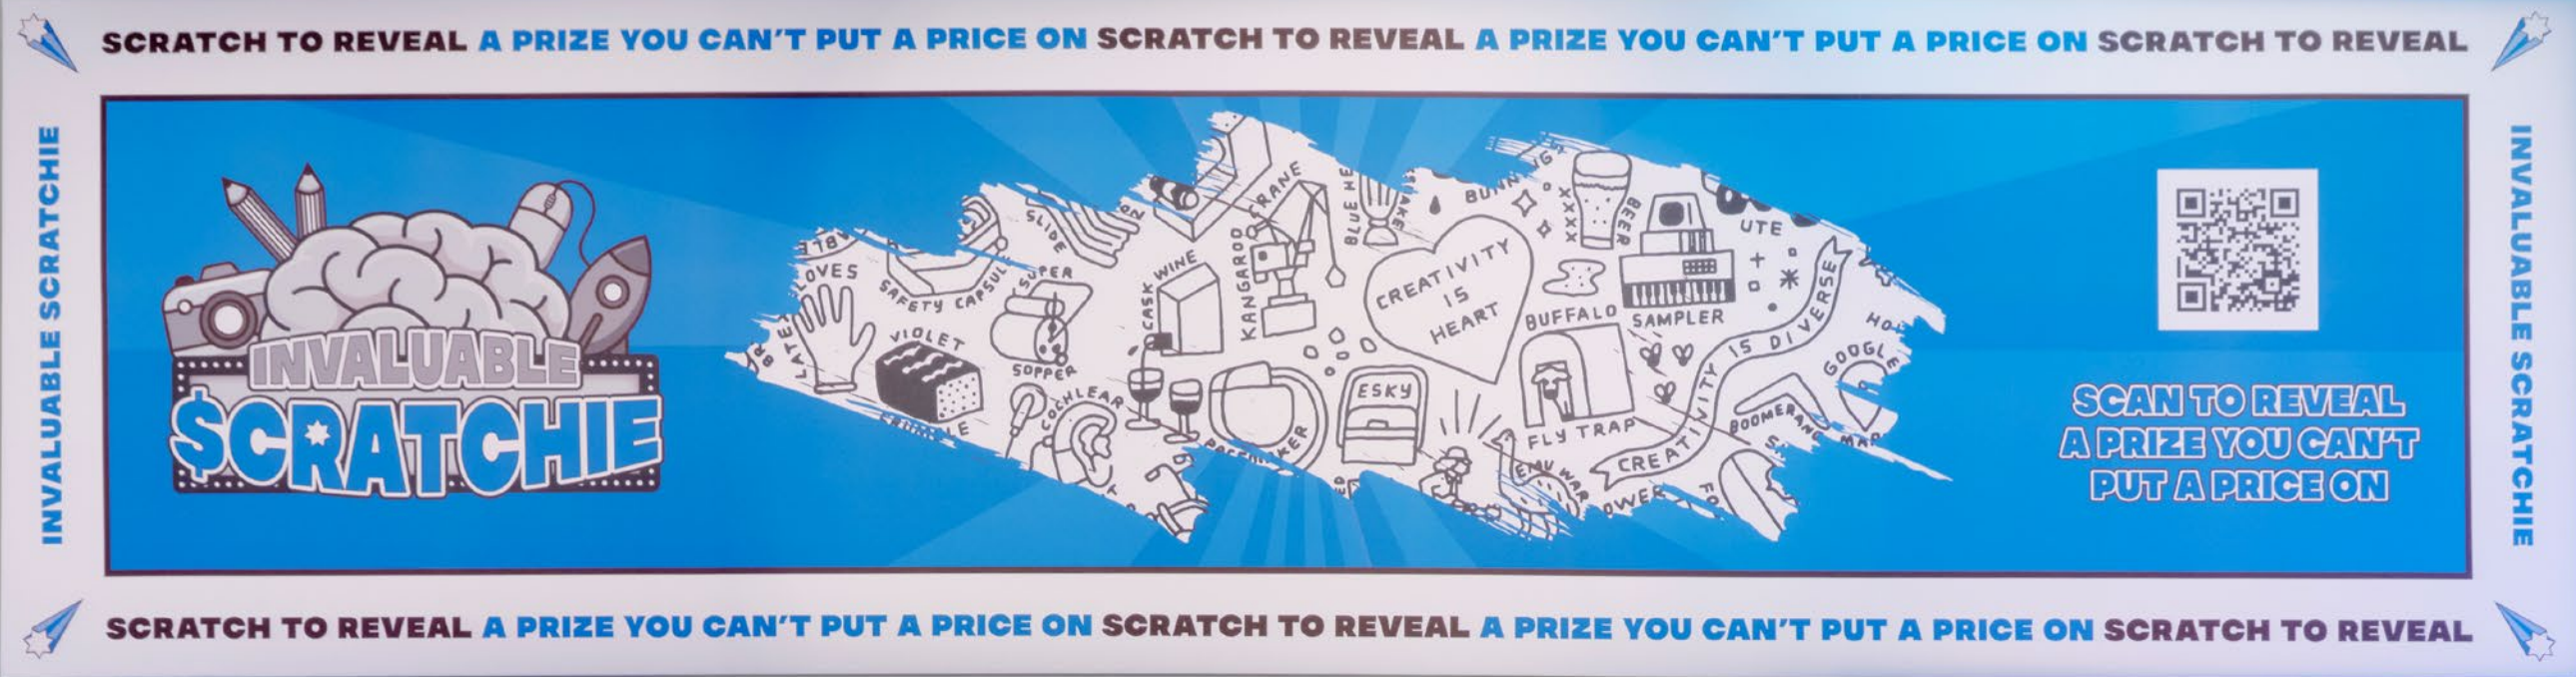 SCRATCH TO REVEAL A PRIZE YOU CAN'T PUT A PRICE ON SCRATCH TO REVEAL A PRIZE YOU CAN'T PUT A PRICE ON SCRATCH TO REVEAL
INVALUABLE SCRATCHIE
INVALUABLE
$CRATCHIE
SLIDE
SAFETY CAPSULE
SUPER
SOPPER
VIOLET
COCHLEAR
CASK WINE
KANGAROO CRANE
PACEMAKER
ESKY
CREATIVITY
IS
HEART
XXXX
BEER
BUFFALO
FLY TRAP
SAMPLER
UTE
CREATIVITY IS DIVERSE
BOOMERANG
GOOGLE
MAP
EMU WAR
SCAN TO REVEAL
A PRIZE YOU CAN'T
PUT A PRICE ON
INVALUABLE SCRATCHIE
SCRATCH TO REVEAL A PRIZE YOU CAN'T PUT A PRICE ON SCRATCH TO REVEAL A PRIZE YOU CAN'T PUT A PRICE ON SCRATCH TO REVEAL